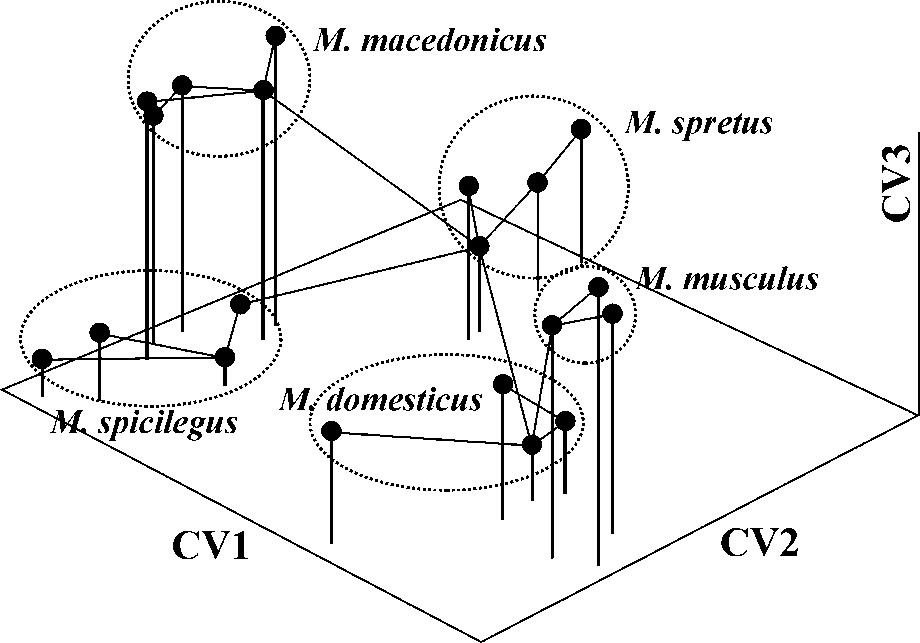 M. macedonicus
M. spretus
CV3
M. musculus
M. domesticus
M. spicilegus
CV1
CV2